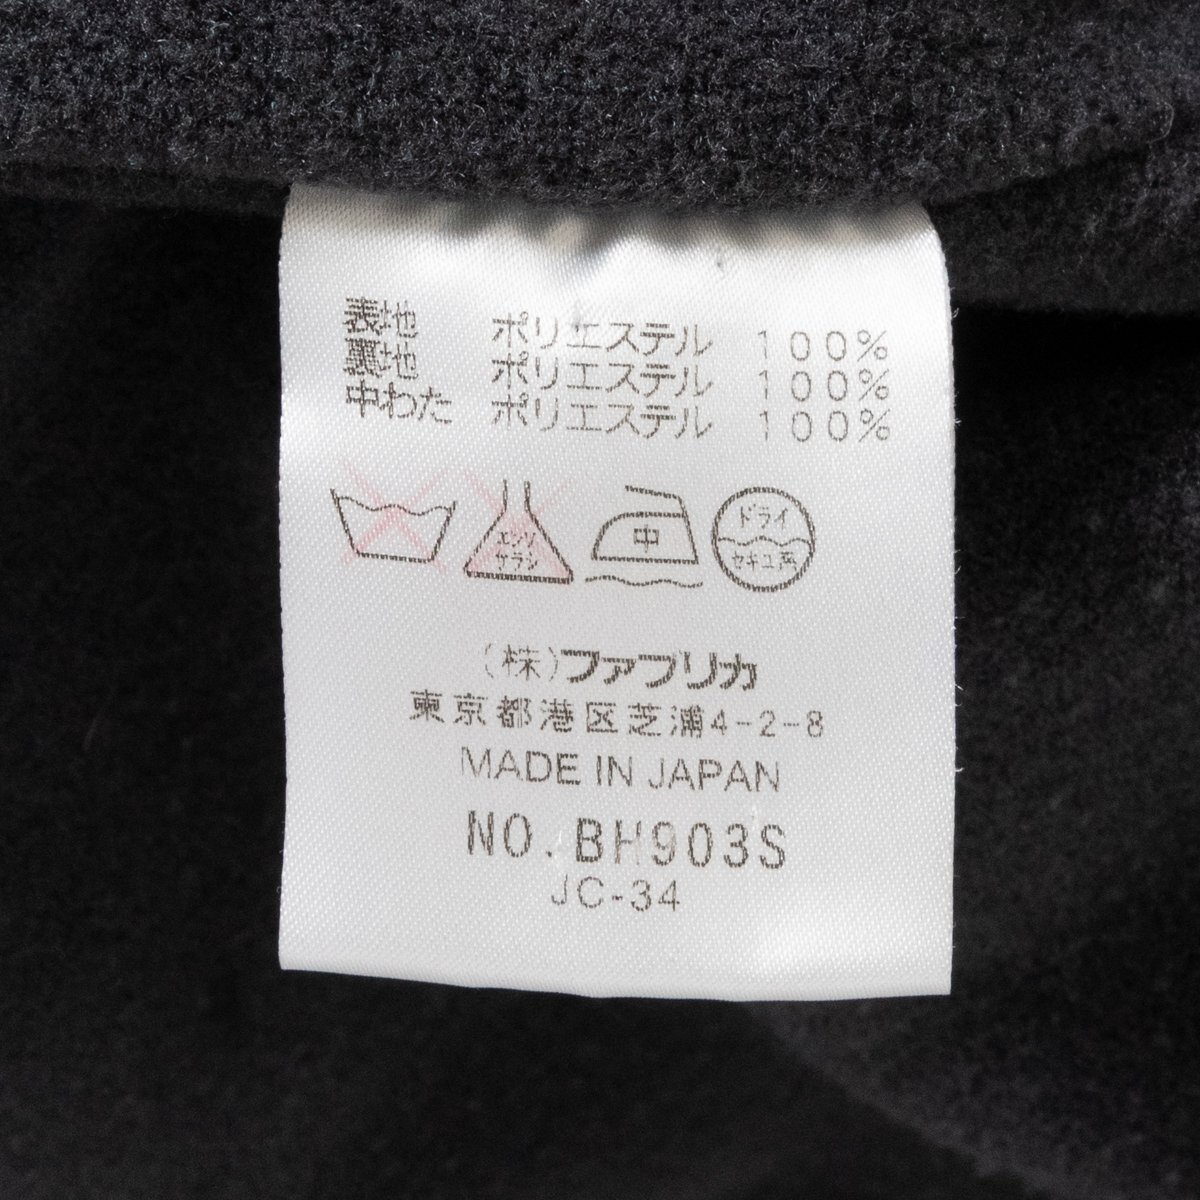 表地 ポリエステル 100%
裏地 ポリエステル 100%
中わた ポリエステル 100%
エンソ
サラシ
中
ドライ
セキユ系
(株)ファブリカ
東京都港区芝浦4-2-8
MADE IN JAPAN
NO. BH903S
JC-34